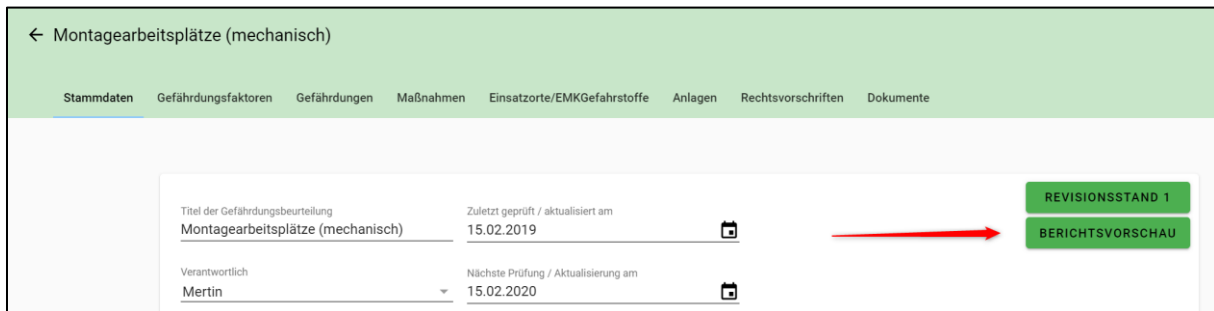 Montagearbeitsplätze (mechanisch)
Stammdaten Gefährdungsfaktoren Gefährdungen Maßnahmen Einsatzorte/EMKGefahrstoffe Anlagen Rechtsvorschriften Dokumente
REVISIONSSTAND 1
Titel der Gefährdungsbeurteilung Zuletzt geprüft / aktualisiert am
Montagearbeitsplätze (mechanisch) 15.02.2019
BERICHTSVORSCHAU
Verantwortlich Nächste Prüfung / Aktualisierung am
Mertin 15.02.2020